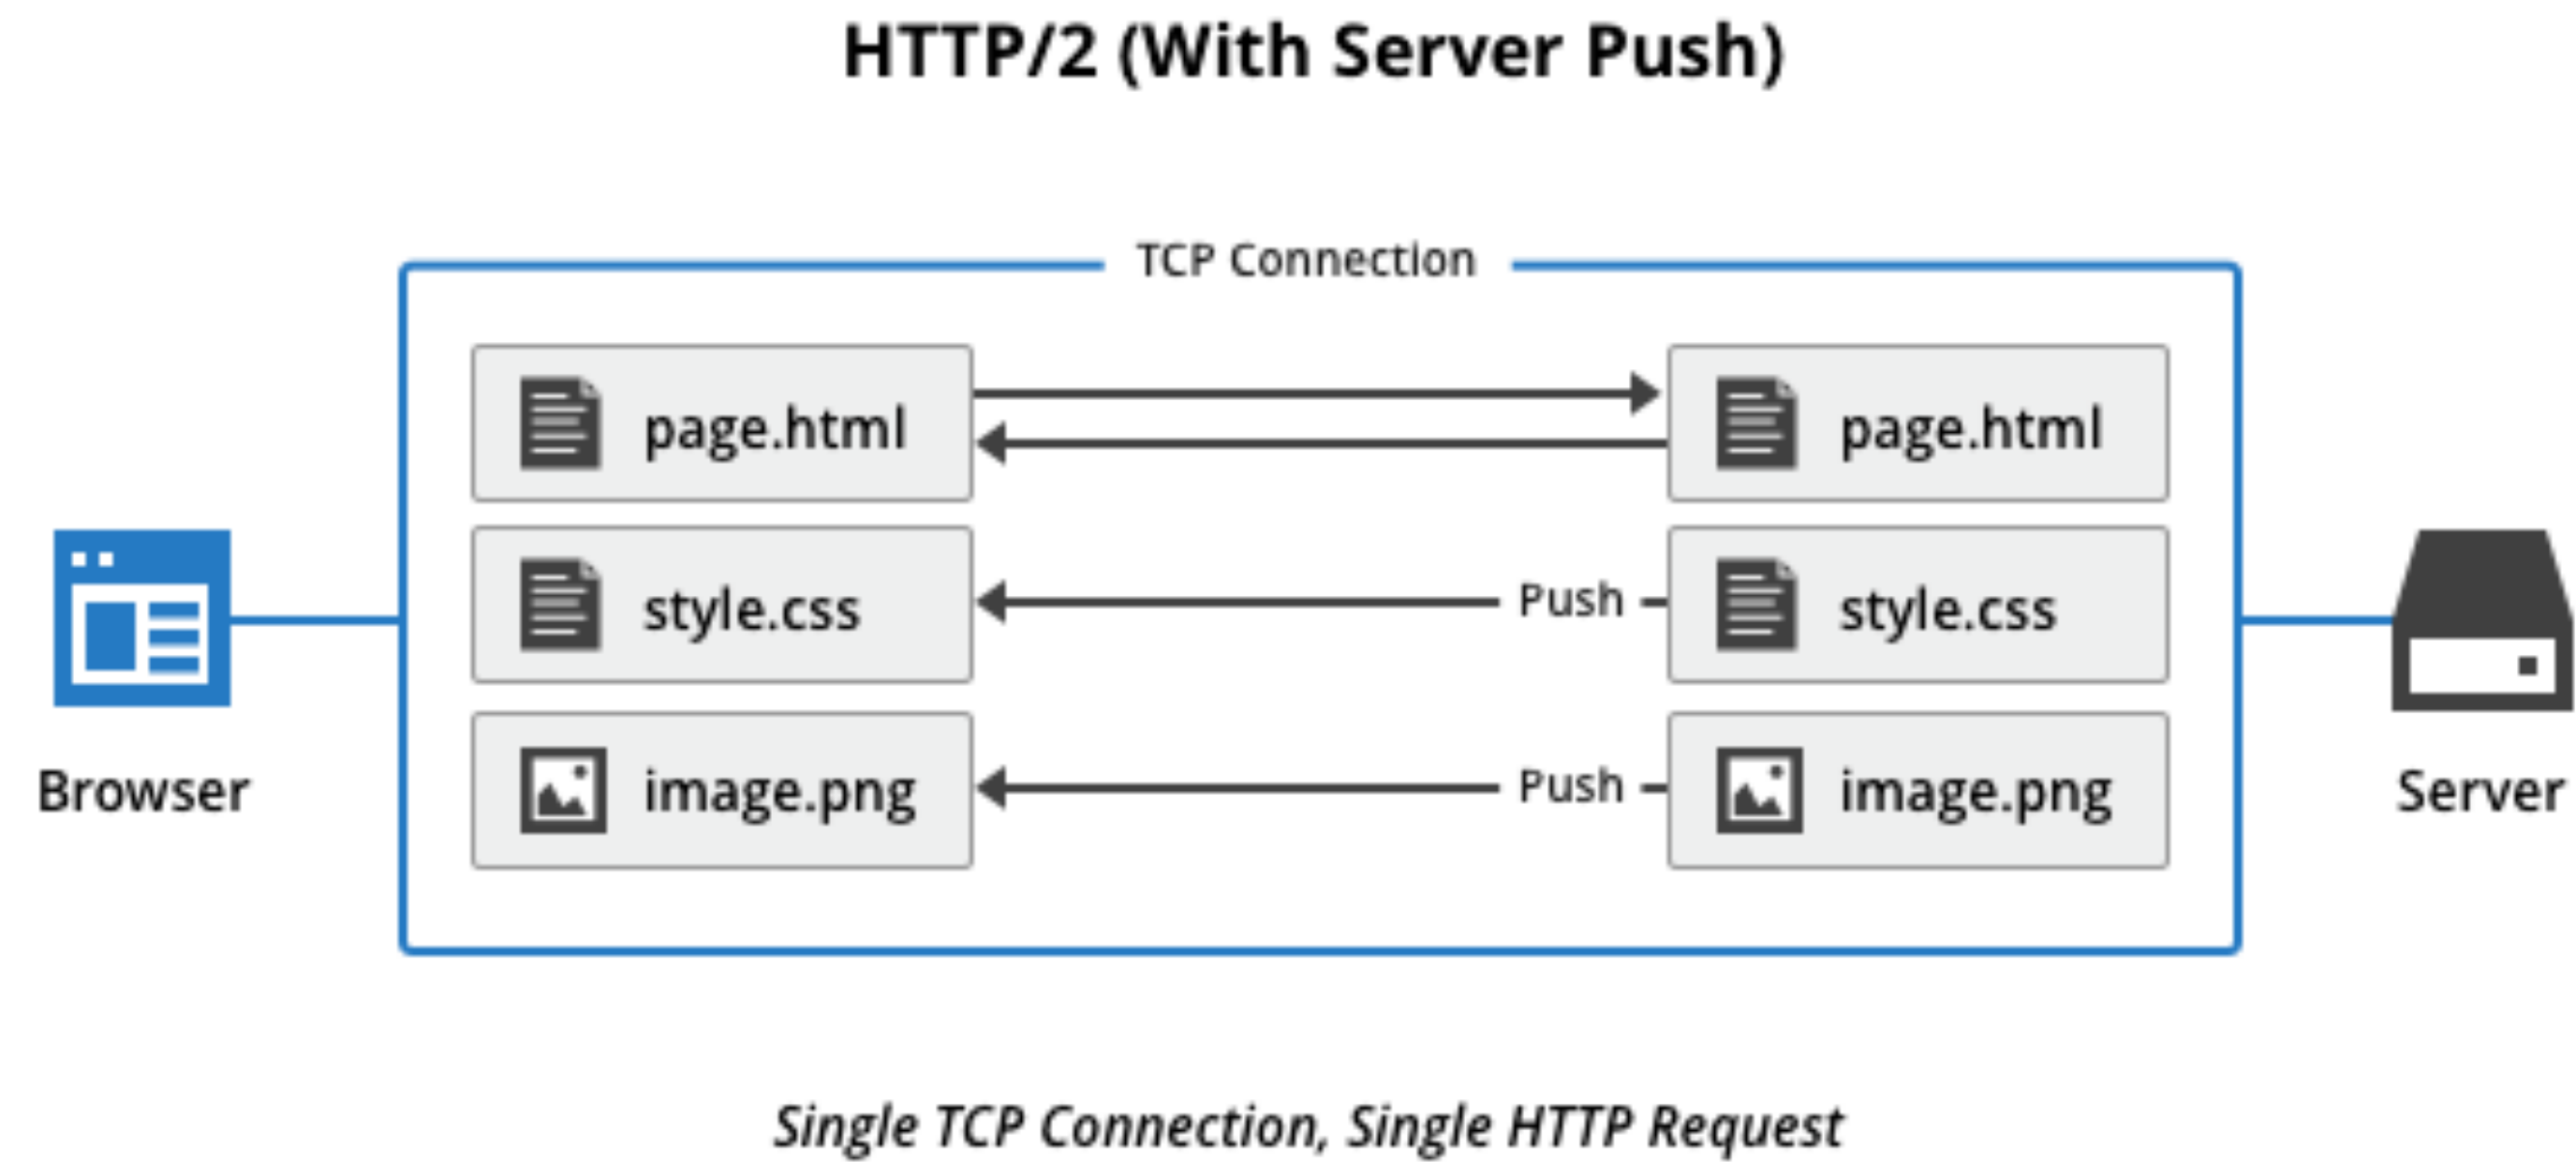 HTTP/2 (With Server Push)
TCP Connection
page.html
page.html
style.css
Push
style.css
image.png
Push
image.png
Browser
Server
Single TCP Connection, Single HTTP Request